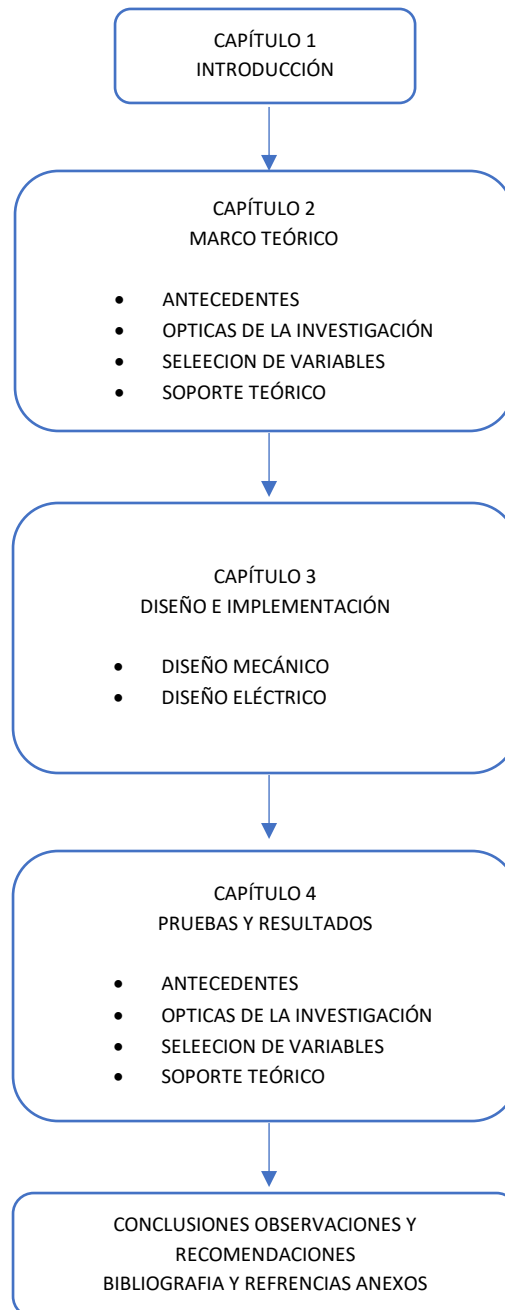 CAPÍTULO 1
INTRODUCCIÓN
CAPÍTULO 2
MARCO TEÓRICO
• ANTECEDENTES
• OPTICAS DE LA INVESTIGACIÓN
• SELEECION DE VARIABLES
• SOPORTE TEÓRICO
CAPÍTULO 3
DISEÑO E IMPLEMENTACIÓN
• DISEÑO MECÁNICO
• DISEÑO ELÉCTRICO
CAPÍTULO 4
PRUEBAS Y RESULTADOS
• ANTECEDENTES
• OPTICAS DE LA INVESTIGACIÓN
• SELEECION DE VARIABLES
• SOPORTE TEÓRICO
CONCLUSIONES OBSERVACIONES Y
RECOMENDACIONES
BIBLIOGRAFIA Y REFRENCIAS ANEXOS